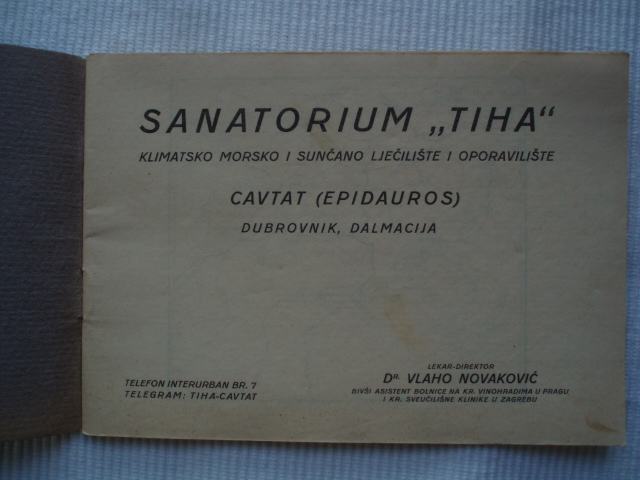 SANATORIUM „TIHA“
KLIMATSKO MORSKO I SUNČANO LJEČILIŠTE I OPORAVILIŠTE
CAVTAT (EPIDAUROS)
DUBROVNIK, DALMACIJA
TELEFON INTERURBAN BR. 7
TELEGRAM: TIHA-CAVTAT
LEKAR-DIREKTOR
DR. VLAHO NOVAKOVIĆ
BIVŠI ASISTENT BOLNICE NA KR. VINOHRADIMA U PRAGU
I KR. SVEUČILIŠNE KLINIKE U ZAGREBU